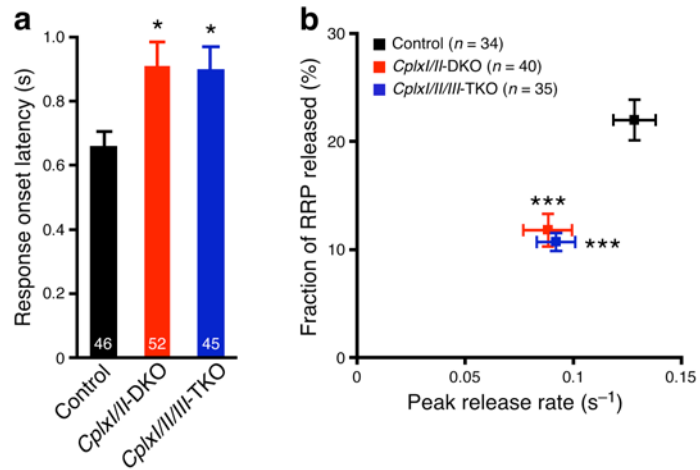 a
Response onset latency (s)
1.0
0.8
0.6
0.4
0.2
0
*
*
46
52
45
Control
CplxI/II-DKO
CplxI/II/III-TKO
b
Fraction of RRP released (%)
30
20
10
0
Control (n = 34)
CplxI/II-DKO (n = 40)
CplxI/II/III-TKO (n = 35)
***
***
0
0.05
0.1
0.15
Peak release rate (s⁻¹)